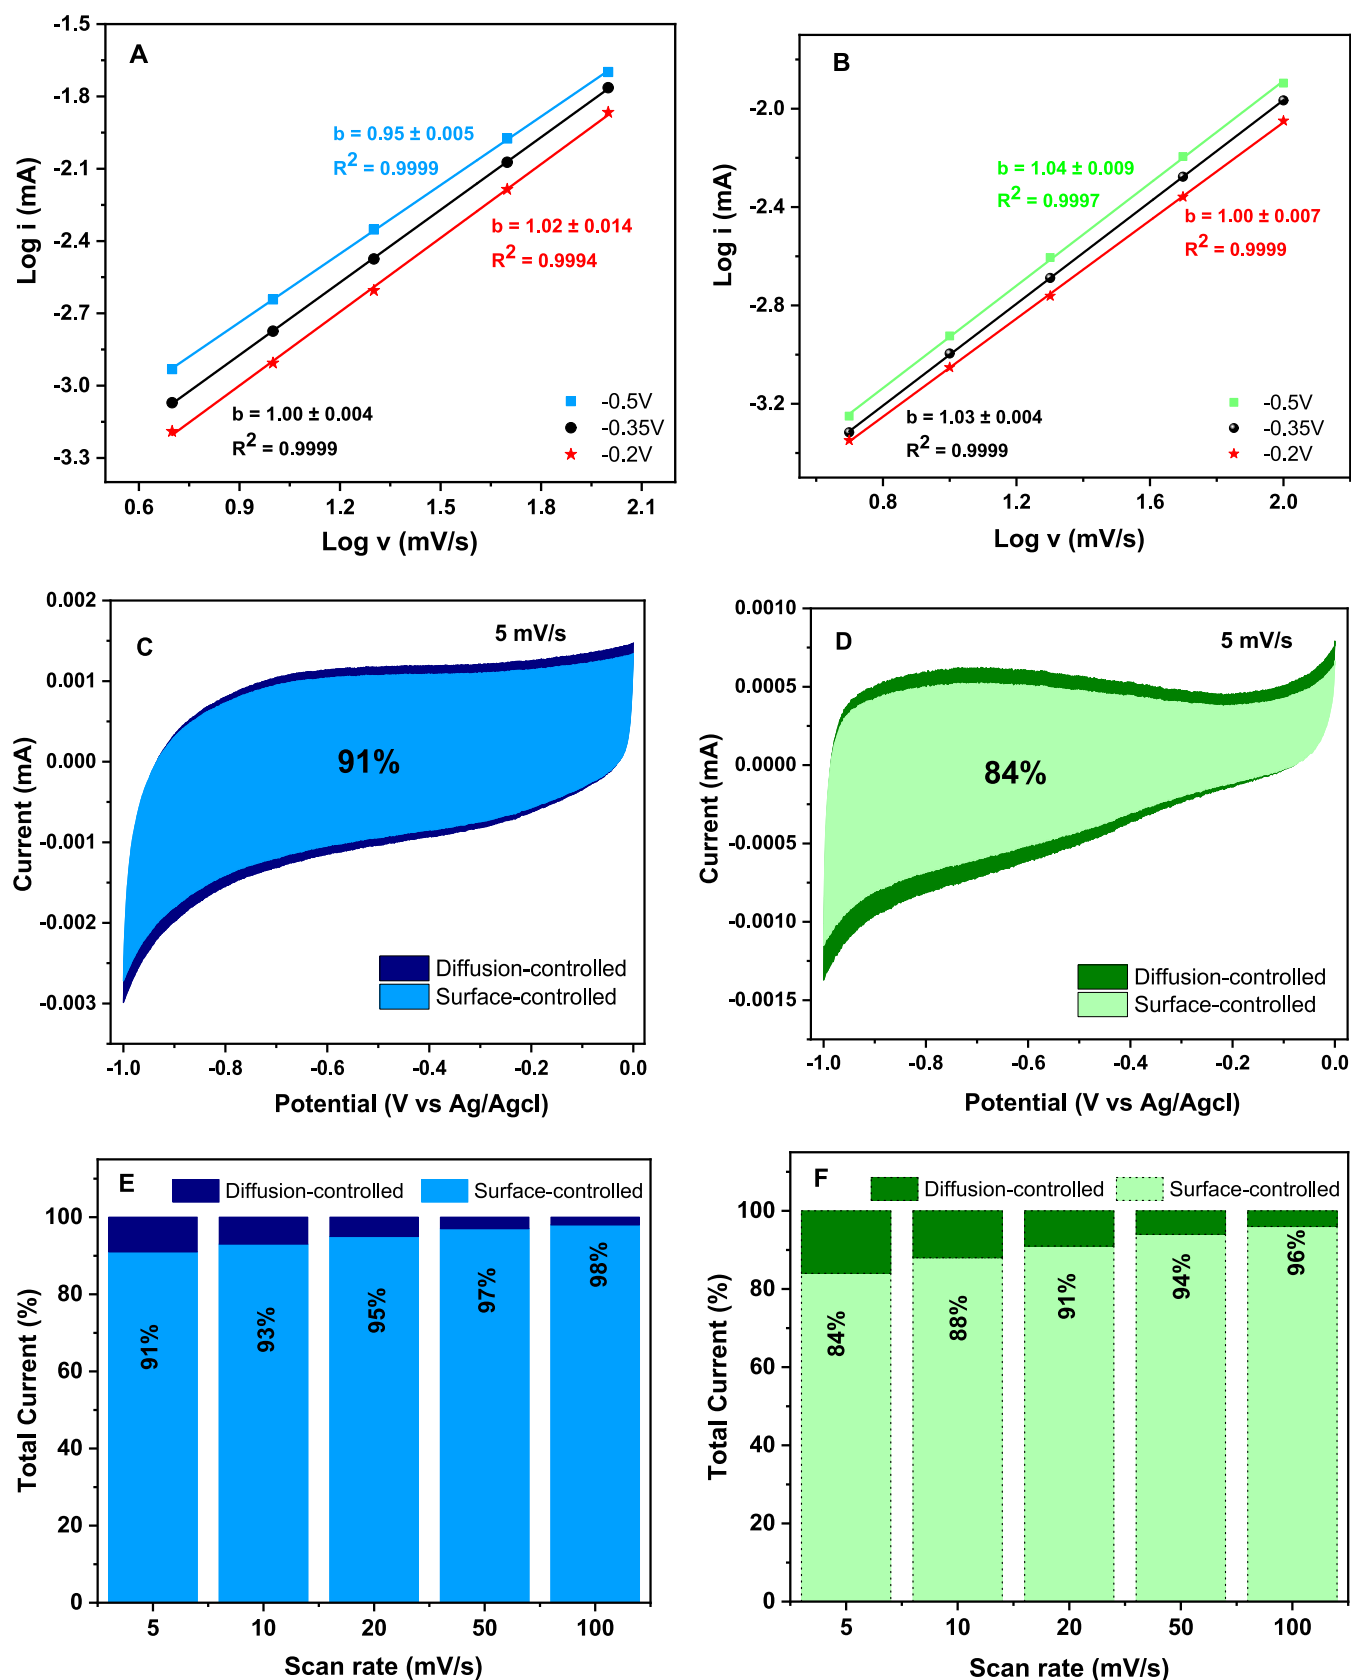 A
-1.5
-1.8
-2.1
-2.4
-2.7
-3.0
-3.3
Log i (mA)
b = 0.95 ± 0.005
R2 = 0.9999
b = 1.02 ± 0.014
R2 = 0.9994
b = 1.00 ± 0.004
R2 = 0.9999
-0.5V
-0.35V
-0.2V
0.6 0.9 1.2 1.5 1.8 2.1
Log v (mV/s)
B
-2.0
-2.4
-2.8
-3.2
Log i (mA)
b = 1.04 ± 0.009
R2 = 0.9997
b = 1.00 ± 0.007
R2 = 0.9999
b = 1.03 ± 0.004
R2 = 0.9999
-0.5V
-0.35V
-0.2V
0.8 1.2 1.6 2.0
Log v (mV/s)
C
5 mV/s
0.002
0.001
0.000
-0.001
-0.002
-0.003
Current (mA)
91%
Diffusion-controlled
Surface-controlled
-1.0 -0.8 -0.6 -0.4 -0.2 0.0
Potential (V vs Ag/Agcl)
D
5 mV/s
0.0010
0.0005
0.0000
-0.0005
-0.0010
-0.0015
Current (mA)
84%
Diffusion-controlled
Surface-controlled
-1.0 -0.8 -0.6 -0.4 -0.2 0.0
Potential (V vs Ag/Agcl)
E
Diffusion-controlled Surface-controlled
100
80
60
40
20
0
Total Current (%)
91% 93% 95% 97% 98%
5 10 20 50 100
Scan rate (mV/s)
F
Diffusion-controlled Surface-controlled
100
80
60
40
20
0
Total Current (%)
84% 88% 91% 94% 96%
5 10 20 50 100
Scan rate (mV/s)